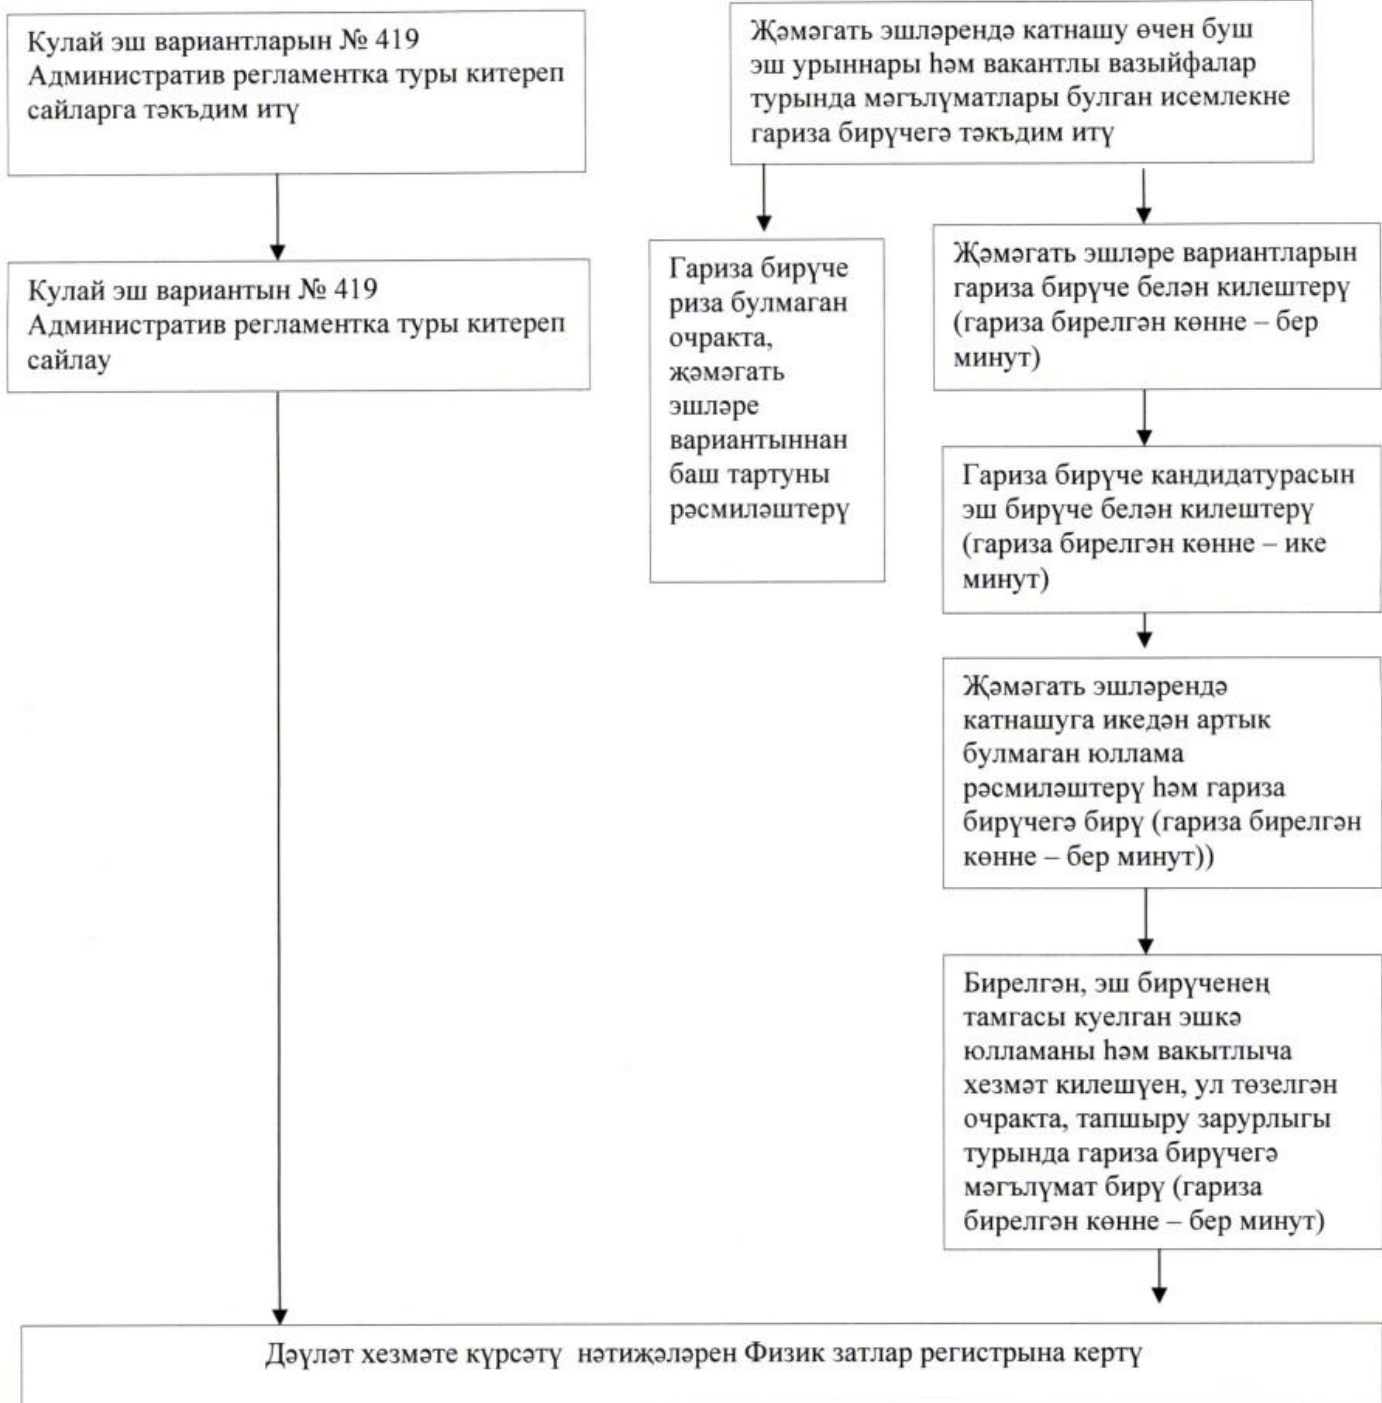 Кулай эш вариантларын № 419
Административ регламентка туры китереп
сайларга тәкъдим итү
Җәмәгать эшләрендә катнашу өчен буш
эш урыннары һәм вакантлы вазыйфалар
турында мәгълүматлары булган исемлекне
гариза бирүчегә тәкъдим итү
Кулай эш вариантын № 419
Административ регламентка туры китереп
сайлау
Гариза бирүче
риза булмаган
очракта,
җәмәгать
эшләре
вариантыннан
баш тартуны
рәсмиләштерү
Җәмәгать эшләре вариантларын
гариза бирүче белән килештерү
(гариза бирелгән көнне – бер
минут)
Гариза бирүче кандидатурасын
эш бирүче белән килештерү
(гариза бирелгән көнне – ике
минут)
Җәмәгать эшләрендә
катнашуга икедән артык
булмаган юллама
рәсмиләштерү һәм гариза
бирүчегә бирү (гариза бирелгән
көнне – бер минут))
Бирелгән, эш бирүченең
тамгасы куелган эшкә
юлламаны һәм вакытлыча
хезмәт килешүен, ул төзелгән
очракта, тапшыру зарурлыгы
турында гариза бирүчегә
мәгълүмат бирү (гариза
бирелгән көнне – бер минут)
Дәүләт хезмәте күрсәтү нәтиҗәләрен Физик затлар регистрына кертү